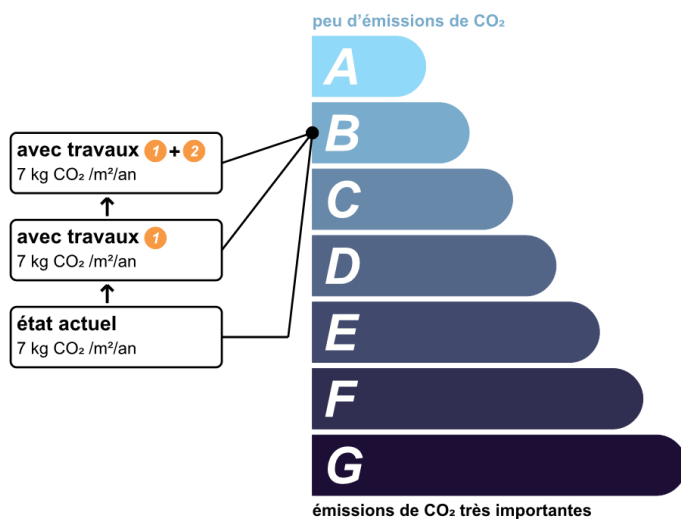 peu d'émissions de CO₂
A
B
C
D
E
F
G
émissions de CO₂ très importantes
avec travaux 1 + 2
7 kg CO₂ /m²/an
avec travaux 1
7 kg CO₂ /m²/an
état actuel
7 kg CO₂ /m²/an